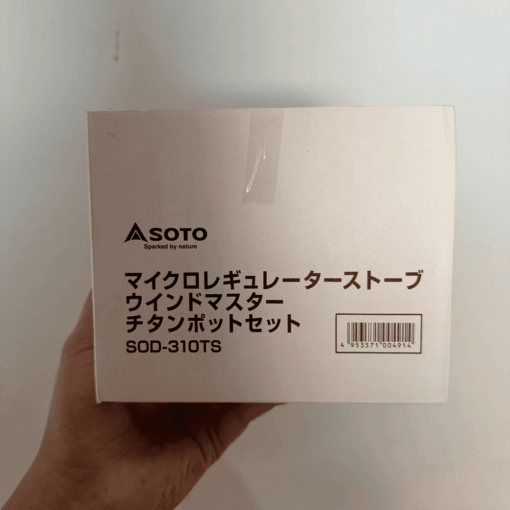 SOTO
Sparked by nature
マイクロレギュレーターストーブ
ウインドマスター
チタンポットセット
SOD-310TS
4 953571 004914